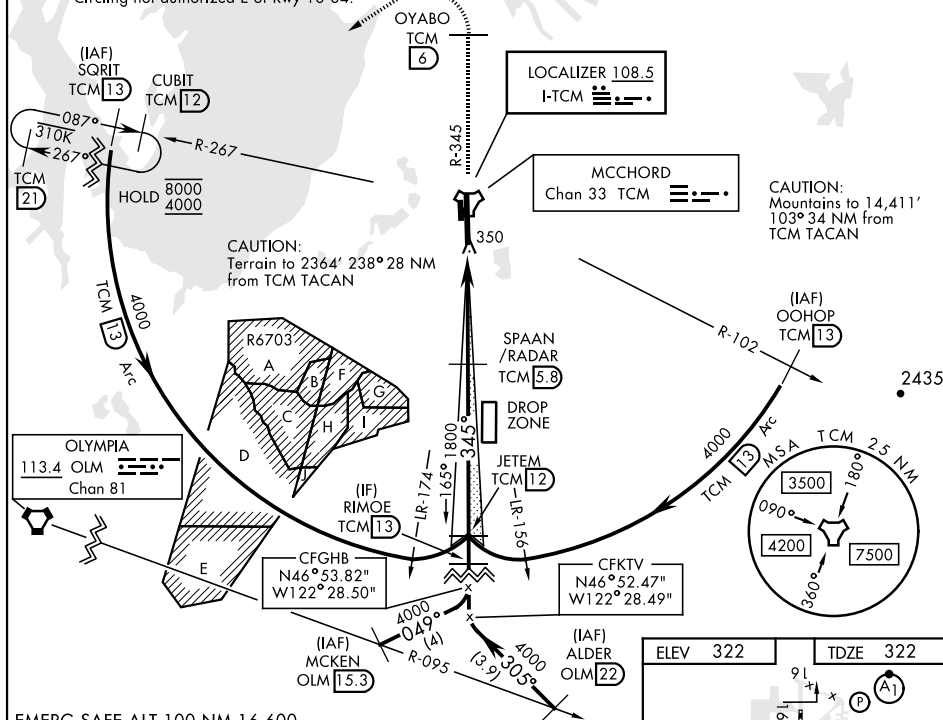 Circling not authorized E of Rwy 16-34.
OYABO
TCM
6
(IAF)
SQRIT
TCM 13
CUBIT
TCM 12
LOCALIZER 108.5
I-TCM
087°
310K
267°
R-267
R-345
TCM
21
HOLD 8000
4000
MCCHORD
Chan 33 TCM
CAUTION:
Mountains to 14,411'
103° 34 NM from
TCM TACAN
350
CAUTION:
Terrain to 2364' 238° 28 NM
from TCM TACAN
4000
TCM 13 Arc
(IAF)
OOHOP
TCM 13
R-102
R6703
A
B
F
G
C
H
I
D
J
E
SPAAN
/RADAR
TCM 5.8
DROP
ZONE
2435
4000
TCM 13 Arc
OLYMPIA
113.4 OLM
Chan 81
LR-174
165° 1800
345°
JETEM
TCM 12
LR-156
(IF)
RIMOE
TCM 13
MSA TCM 25 NM
3500
180°
090°
4200
7500
360°
CFGHB
N46°53.82"
W122°28.50"
CFKTV
N46°52.47"
W122°28.49"
4000
049°
(4)
(IAF)
MCKEN
OLM 15.3
R-095
4000
305°
(3.9)
(IAF)
ALDER
OLM 22
ELEV 322
TDZE 322
16
P
A1
EMERG SAFE ALT 100 NM 16,600